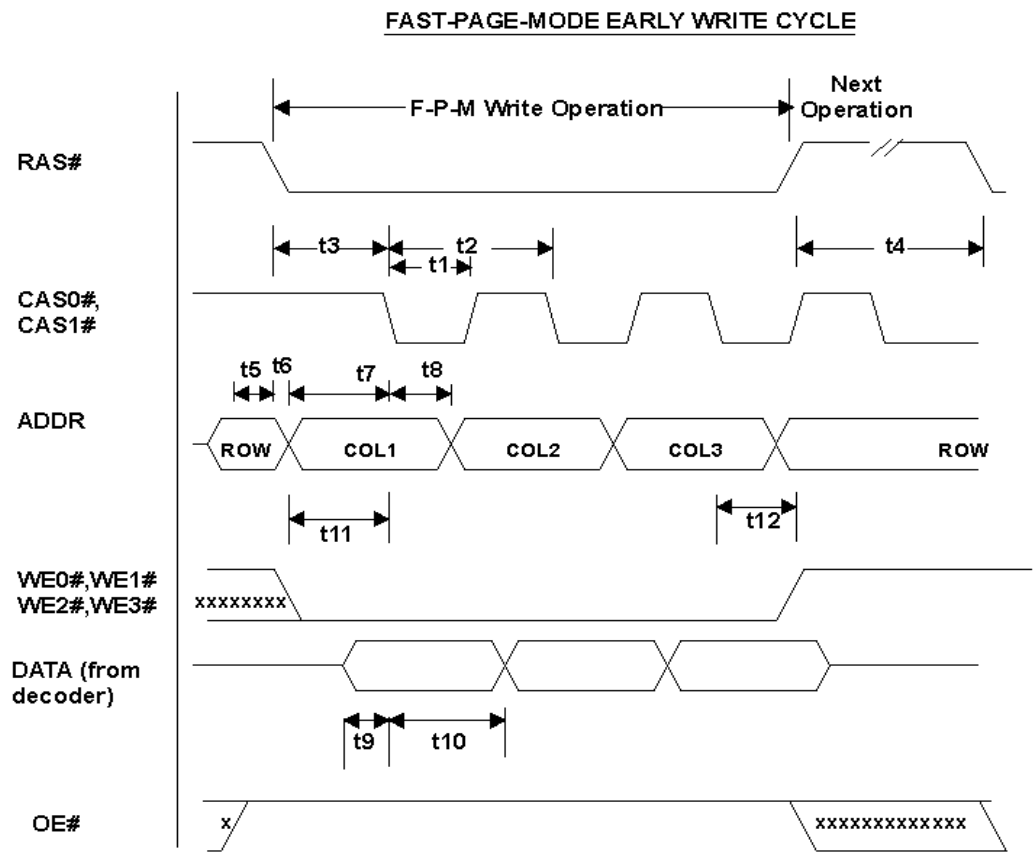 FAST-PAGE-MODE EARLY WRITE CYCLE
F-P-M Write Operation
Next
Operation
RAS#
t3
t2
t1
t4
CAS0#,
CAS1#
t5
t6
t7
t8
ADDR
ROW
COL1
COL2
COL3
ROW
t11
t12
WE0#,WE1#
WE2#,WE3#
xxxxxxxx
DATA (from
decoder)
t9
t10
OE#
x
xxxxxxxxxxxxx